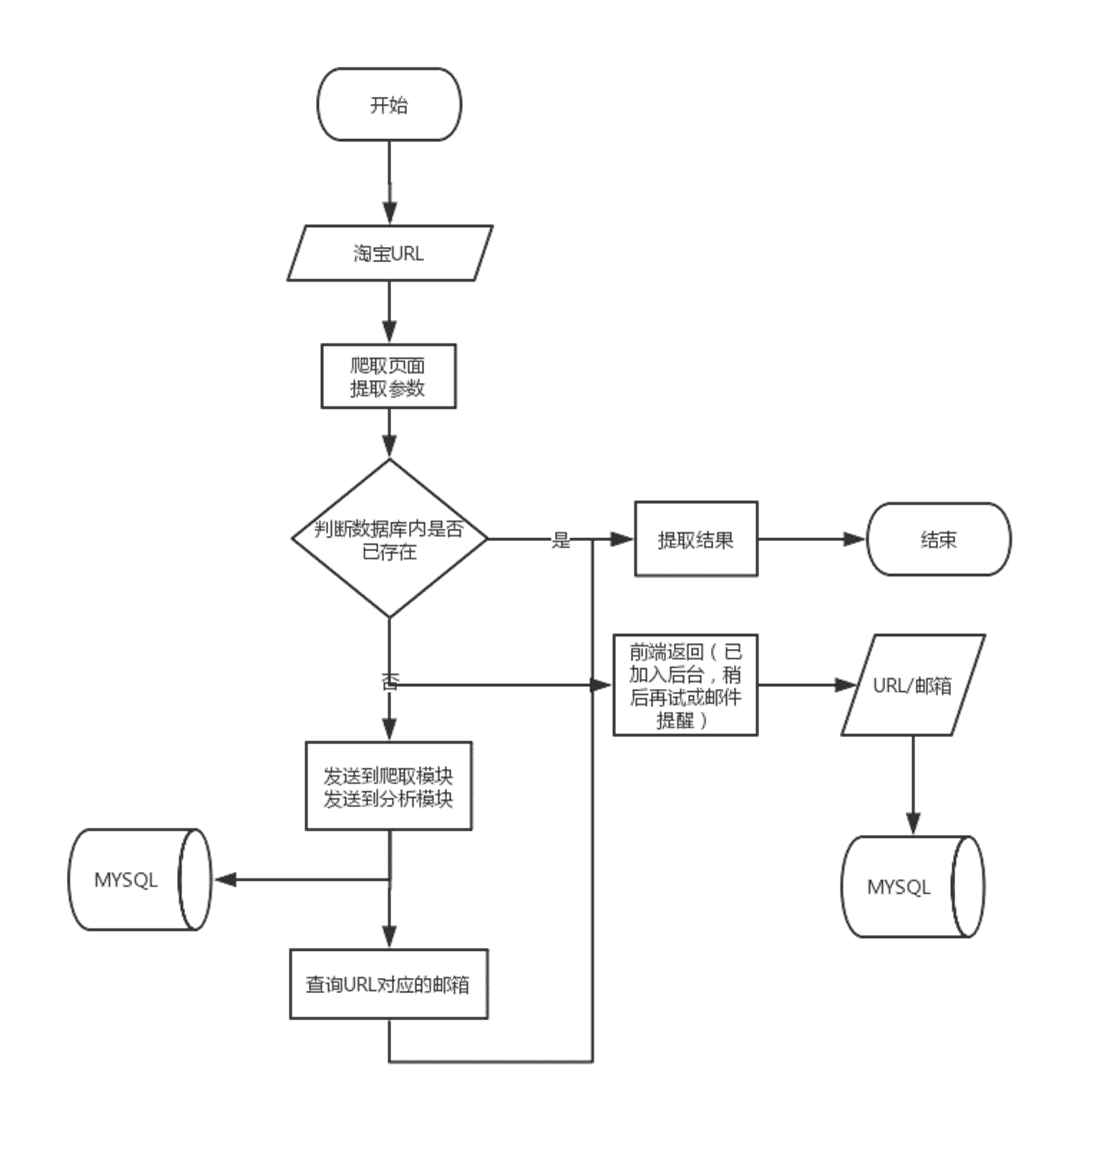 开始
淘宝URL
爬取页面
提取参数
判断数据库内是否
已存在
是
提取结果
结束
否
前端返回（已
加入后台，稍
后再试或邮件
提醒）
URL/邮箱
发送到爬取模块
发送到分析模块
MYSQL
MYSQL
查询URL对应的邮箱